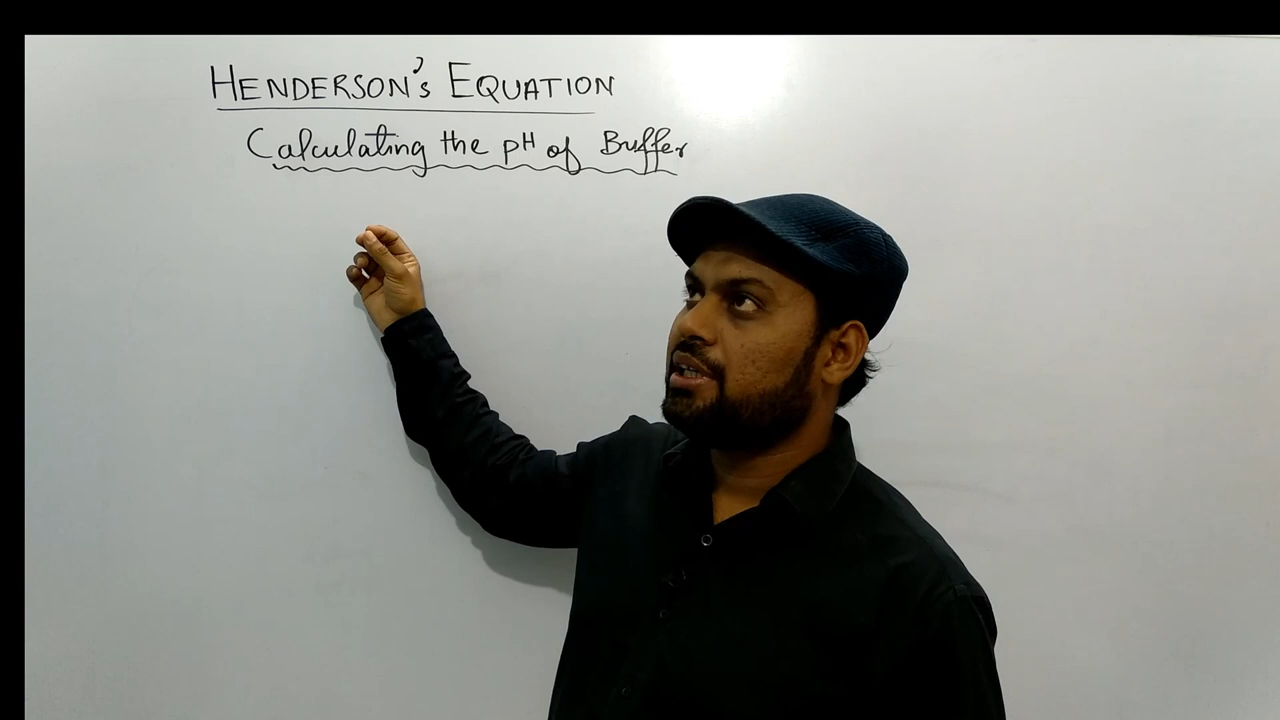 HENDERSON'S EQUATION
Calculating the pH of Buffer